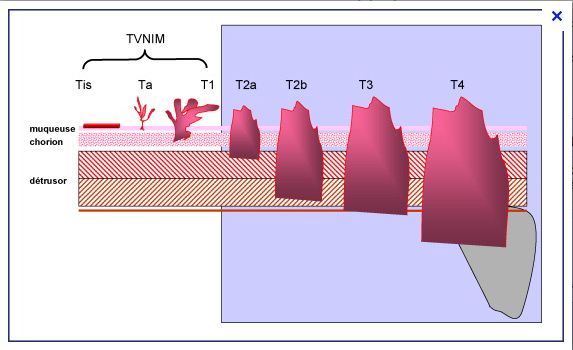 TVNIM
Tis Ta T1 T2a T2b T3 T4
muqueuse
chorion
détrusor